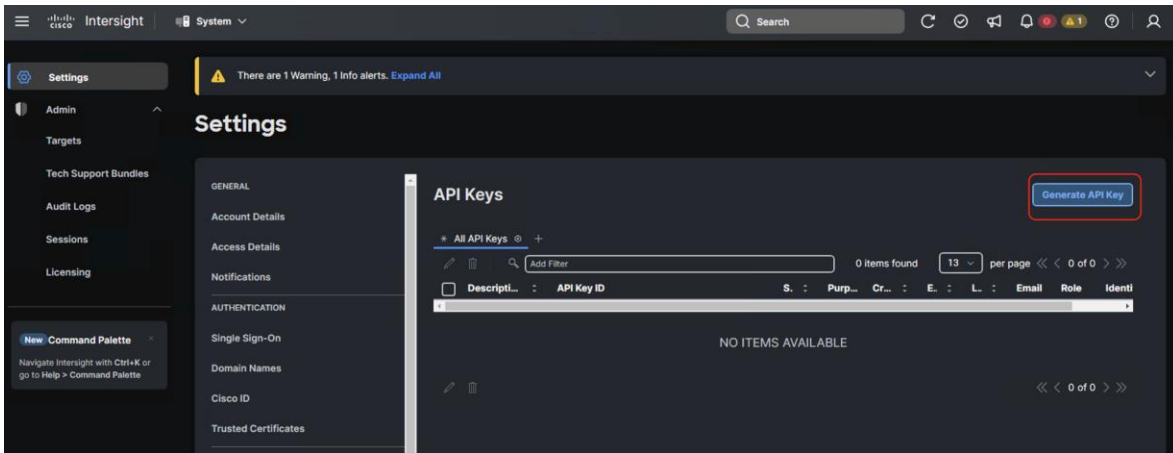 cisco Intersight System Search 1
Settings
There are 1 Warning, 1 Info alerts. Expand All
Admin
Settings
Targets
Tech Support Bundles
Audit Logs
Sessions
Licensing
New Command Palette
Navigate Intersight with Ctrl+K or
go to Help > Command Palette
GENERAL
Account Details
Access Details
Notifications
AUTHENTICATION
Single Sign-On
Domain Names
Cisco ID
Trusted Certificates
API Keys
Generate API Key
All API Keys
Add Filter 0 items found 13 per page 0 of 0
Descripti... API Key ID S. Purp... Cr... E.. L.. Email Role Identi
NO ITEMS AVAILABLE
0 of 0